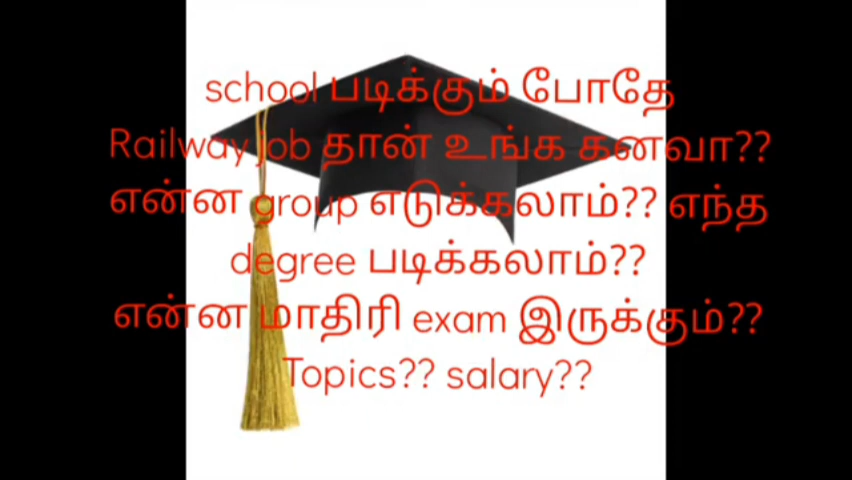 school படிக்கும் போதே
Railway job தான் உங்க கனவா??
என்ன group எடுக்கலாம்?? எந்த
degree படிக்கலாம்??
என்ன மாதிரி exam இருக்கும்??
Topics?? salary??